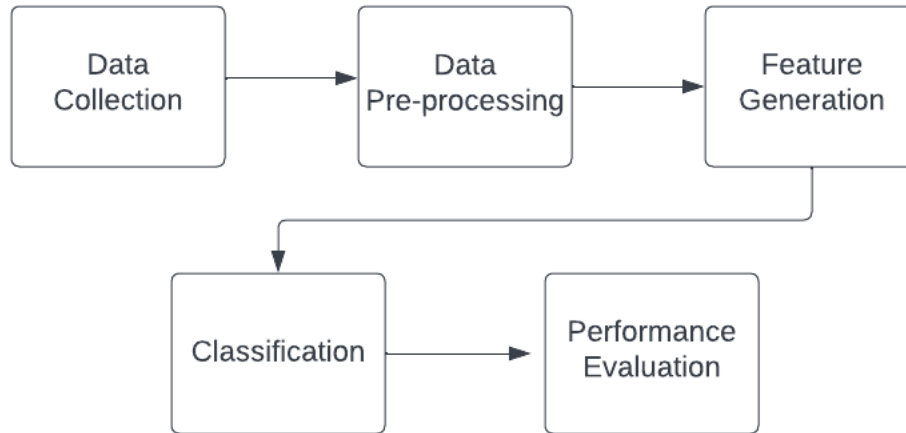 Data
Collection
Data
Pre-processing
Feature
Generation
Classification
Performance
Evaluation